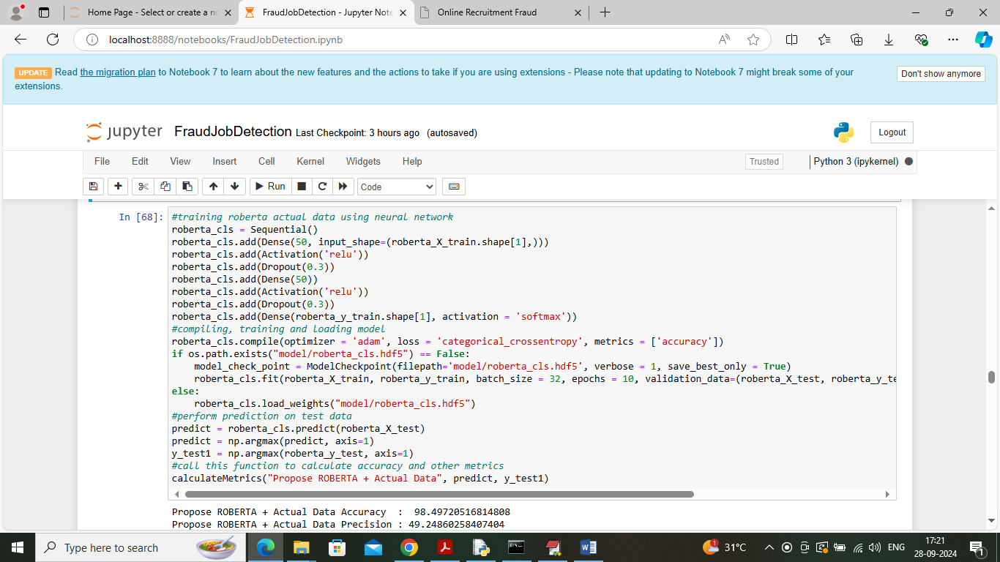 Home Page - Select or create a no
FraudJobDetection - Jupyter Note
Online Recruitment Fraud
localhost:8888/notebooks/FraudJobDetection.ipynb
UPDATE Read the migration plan to Notebook 7 to learn about the new features and the actions to take if you are using extensions - Please note that updating to Notebook 7 might break some of your
extensions.
Don't show anymore
jupyter FraudJobDetection Last Checkpoint: 3 hours ago (autosaved)
Logout
File Edit View Insert Cell Kernel Widgets Help
Trusted
Python 3 (ipykernel)
Run
Code
In [68]:
#training roberta actual data using neural network
roberta_cls = Sequential()
roberta_cls.add(Dense(50, input_shape=(roberta_X_train.shape[1],)))
roberta_cls.add(Activation('relu'))
roberta_cls.add(Dropout(0.3))
roberta_cls.add(Dense(50))
roberta_cls.add(Activation('relu'))
roberta_cls.add(Dropout(0.3))
roberta_cls.add(Dense(roberta_y_train.shape[1], activation = 'softmax'))
#compiling, training and loading model
roberta_cls.compile(optimizer = 'adam', loss = 'categorical_crossentropy', metrics = ['accuracy'])
if os.path.exists("model/roberta_cls.hdf5") == False:
    model_check_point = ModelCheckpoint(filepath='model/roberta_cls.hdf5', verbose = 1, save_best_only = True)
    roberta_cls.fit(roberta_X_train, roberta_y_train, batch_size = 32, epochs = 10, validation_data=(roberta_X_test, roberta_y_te
else:
    roberta_cls.load_weights("model/roberta_cls.hdf5")
#perform prediction on test data
predict = roberta_cls.predict(roberta_X_test)
predict = np.argmax(predict, axis=1)
y_test1 = np.argmax(roberta_y_test, axis=1)
#call this function to calculate accuracy and other metrics
calculateMetrics("Propose ROBERTA + Actual Data", predict, y_test1)
Propose ROBERTA + Actual Data Accuracy  :  98.49720516814808
Propose ROBERTA + Actual Data Precision : 49.24860258407404
Type here to search
1
31°C
ENG
17:21
28-09-2024
1